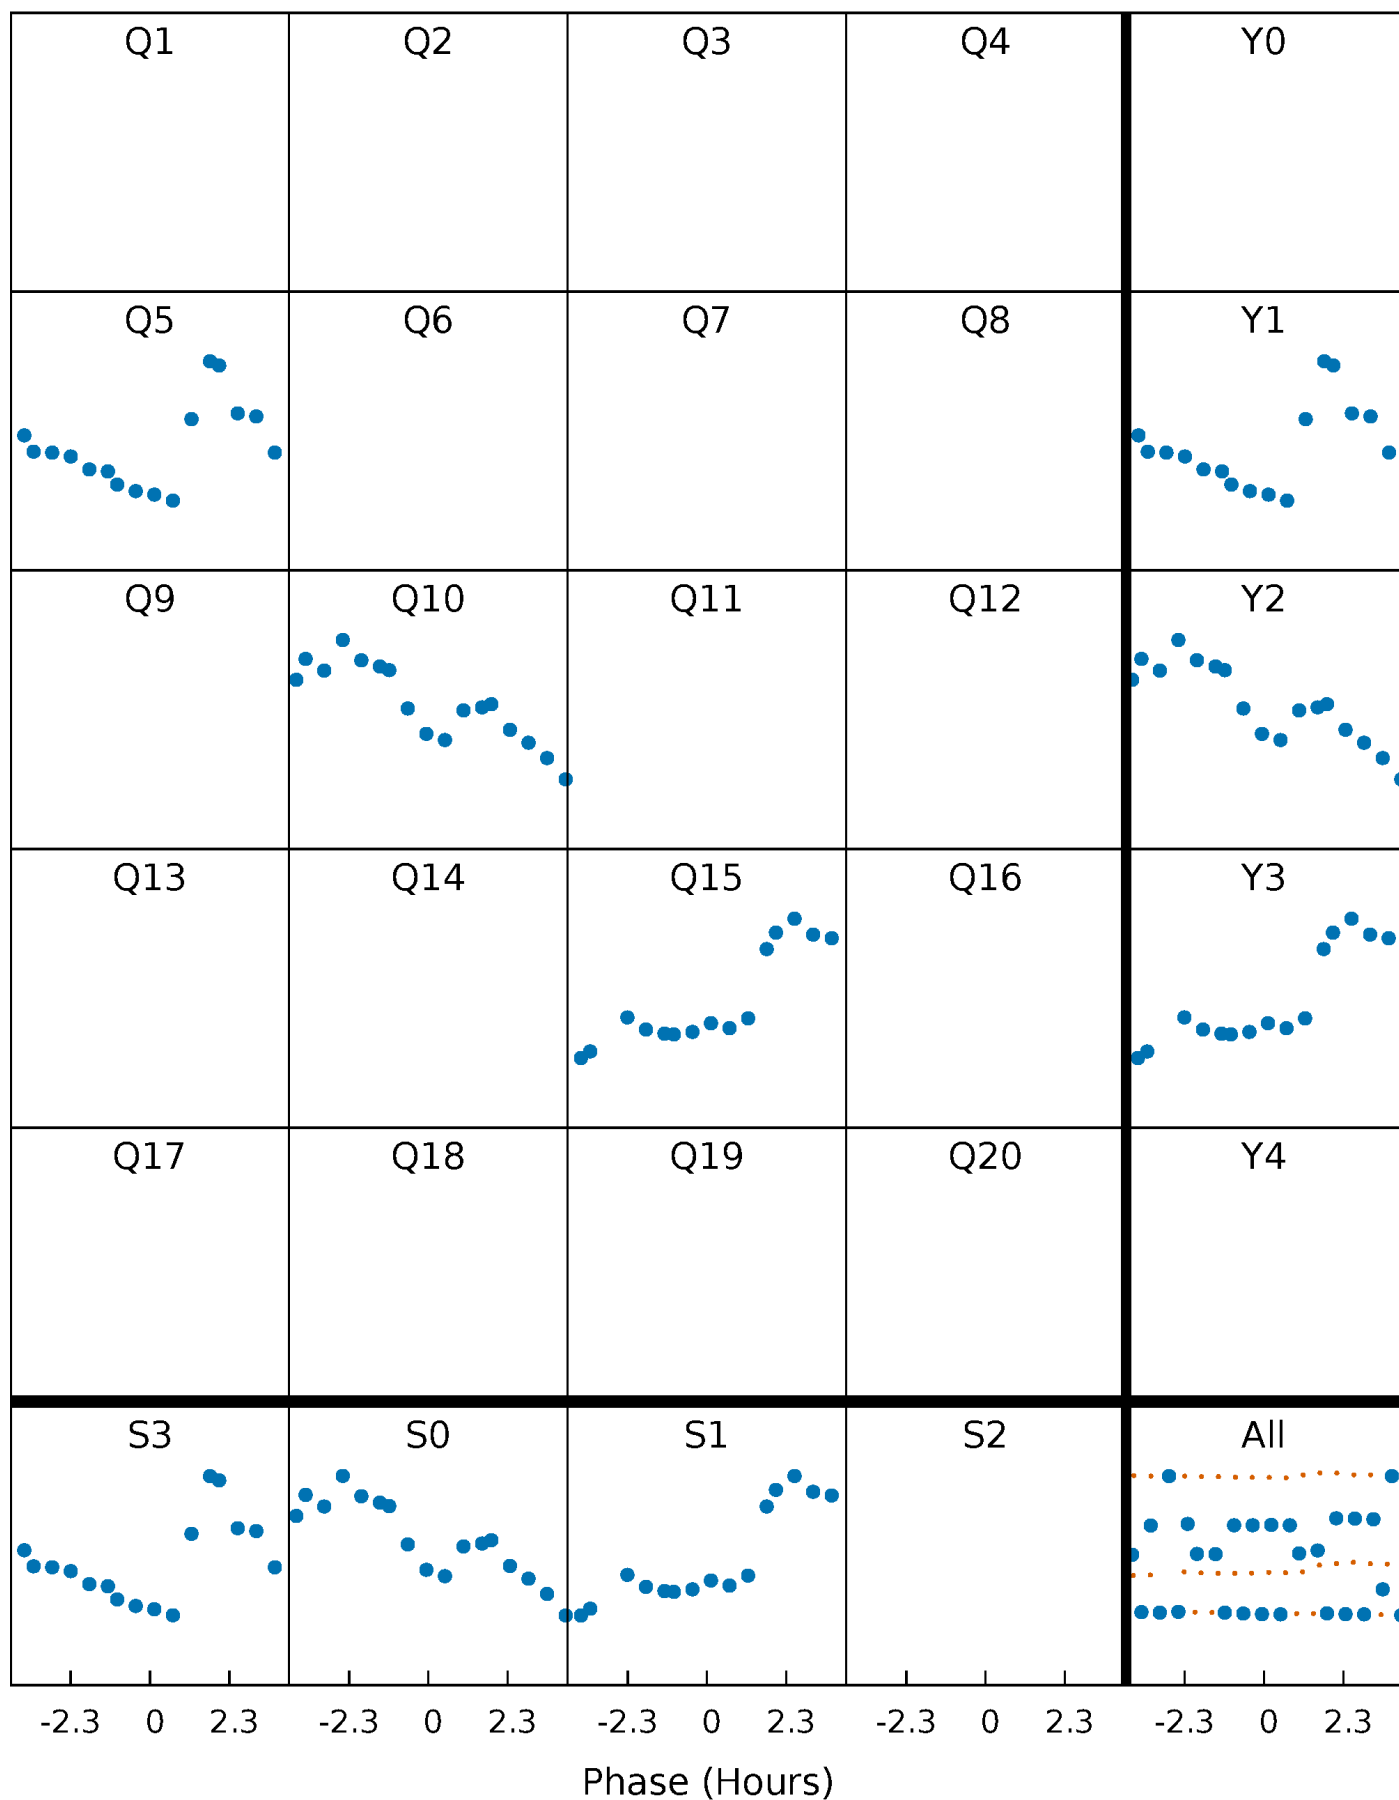 Q1 Q2 Q3 Q4 Y0
Q5 Q6 Q7 Q8 Y1
Q9 Q10 Q11 Q12 Y2
Q13 Q14 Q15 Q16 Y3
Q17 Q18 Q19 Q20 Y4
S3 S0 S1 S2 All
-2.3 0 2.3 -2.3 0 2.3 -2.3 0 2.3 -2.3 0 2.3 -2.3 0 2.3
Phase (Hours)